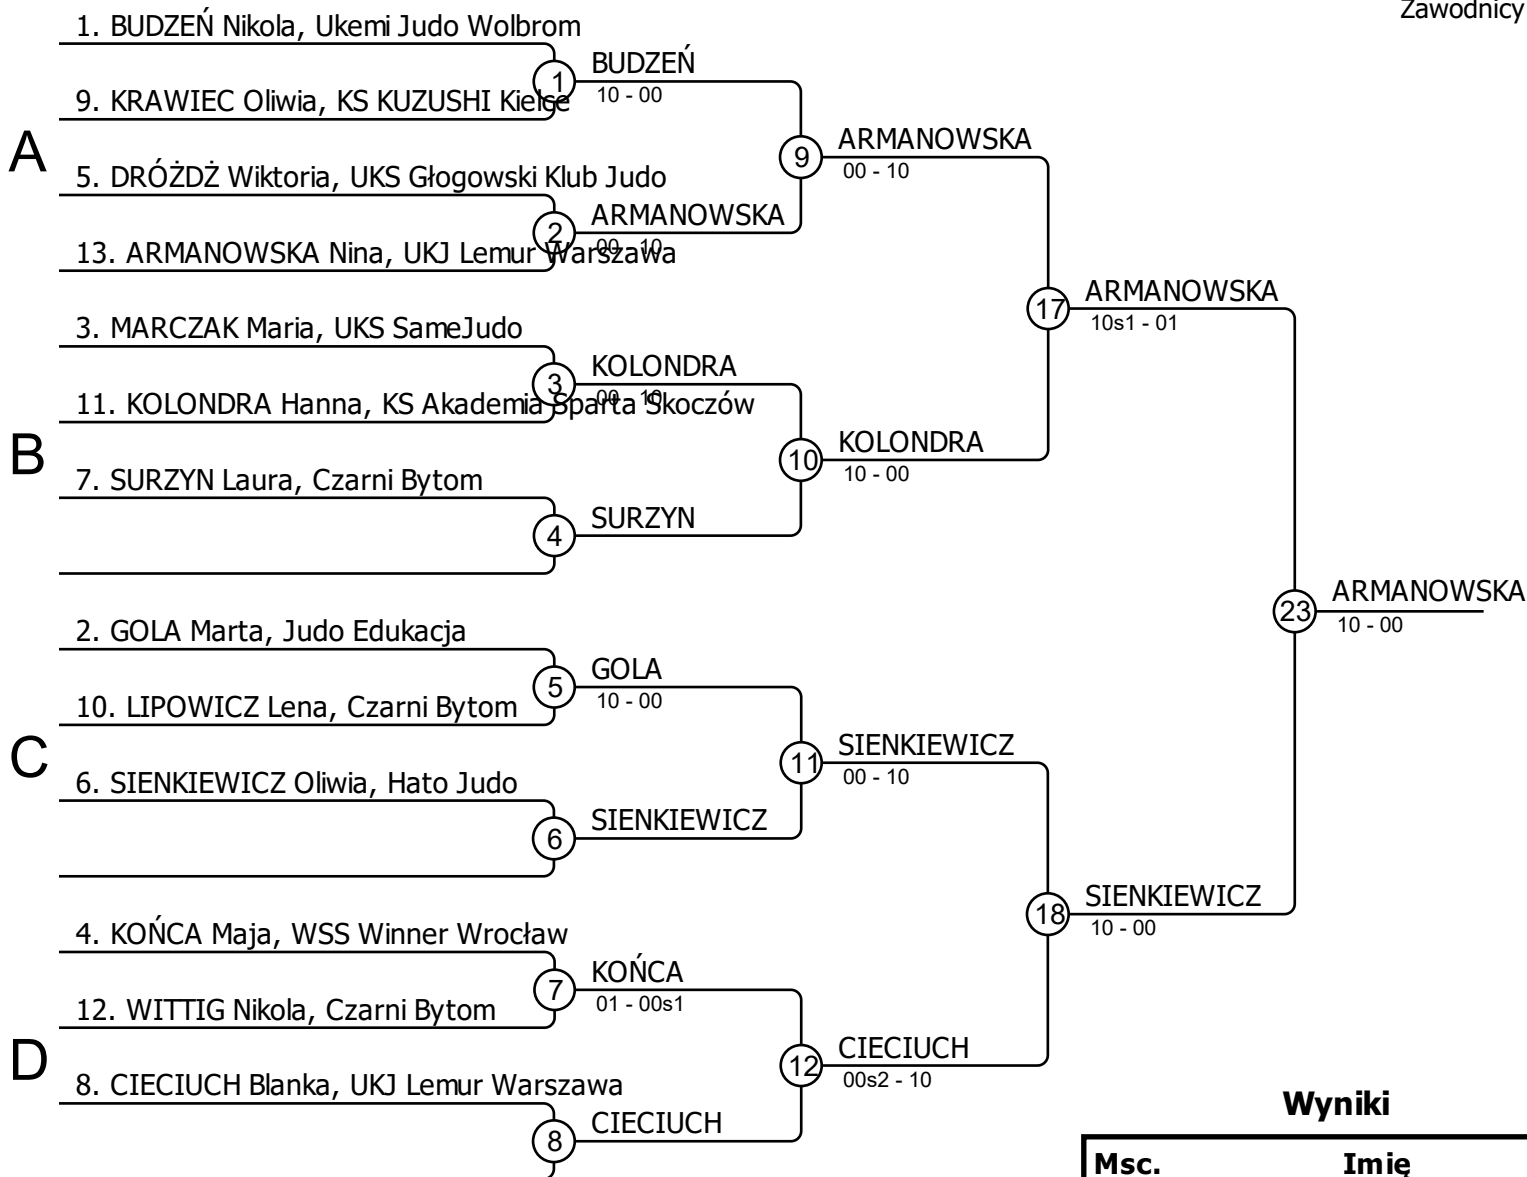 Zawodnicy
1. BUDZEŃ Nikola, Ukemi Judo Wolbrom
1
BUDZEŃ
10 - 00
9. KRAWIEC Oliwia, KS KUZUSHI Kielce
A
9
ARMANOWSKA
00 - 10
5. DRÓŻDŻ Wiktoria, UKS Głogowski Klub Judo
2
ARMANOWSKA
00 - 10
13. ARMANOWSKA Nina, UKJ Lemur Warszawa
17
ARMANOWSKA
10s1 - 01
3. MARCZAK Maria, UKS SameJudo
3
KOLONDRA
00 - 10
11. KOLONDRA Hanna, KS Akademia Sparta Skoczów
B
10
KOLONDRA
10 - 00
7. SURZYN Laura, Czarni Bytom
4
SURZYN
23
ARMANOWSKA
10 - 00
2. GOLA Marta, Judo Edukacja
5
GOLA
10 - 00
10. LIPOWICZ Lena, Czarni Bytom
C
11
SIENKIEWICZ
00 - 10
6. SIENKIEWICZ Oliwia, Hato Judo
6
SIENKIEWICZ
18
SIENKIEWICZ
10 - 00
4. KOŃCA Maja, WSS Winner Wrocław
7
KOŃCA
01 - 00s1
12. WITTIG Nikola, Czarni Bytom
D
12
CIECIUCH
00s2 - 10
8. CIECIUCH Blanka, UKJ Lemur Warszawa
8
CIECIUCH
Wyniki
Msc. Imię